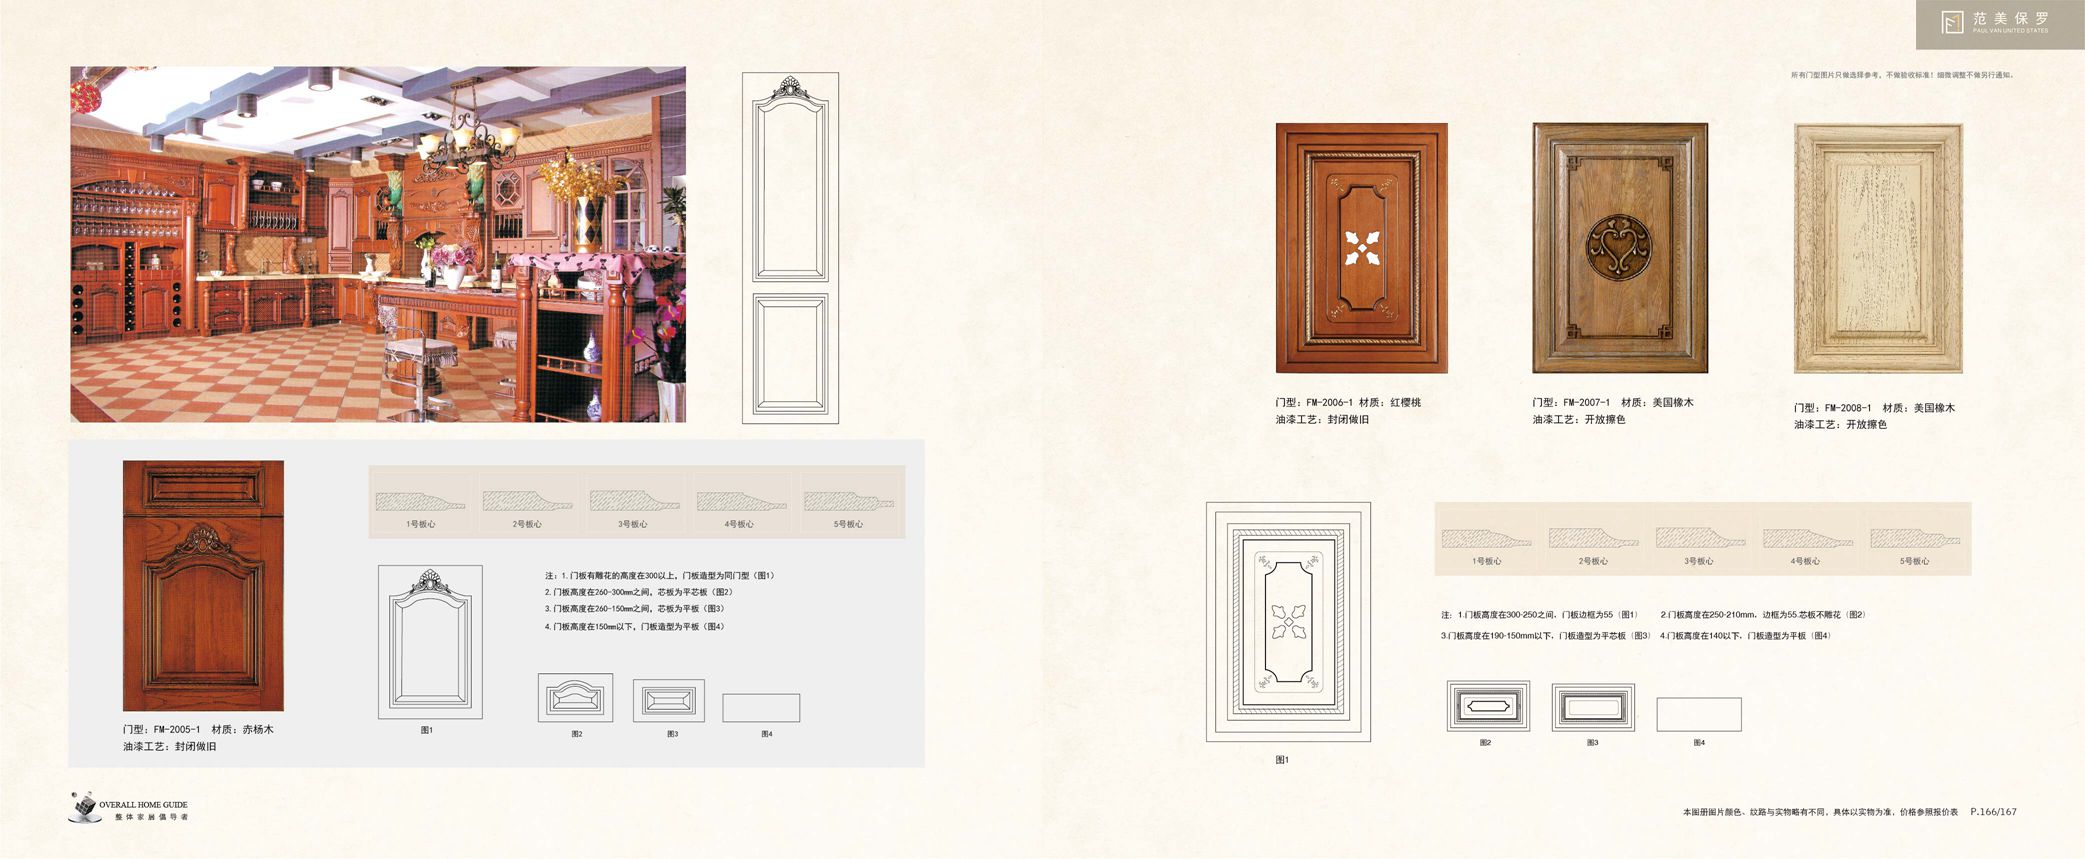 范美保罗
PAUL VAN UNITED STATES
所有门型图片只做选择参考，不做验收标准！细微调整不做另行通知。
1号板心 2号板心 3号板心 4号板心 5号板心
注：1.门板有雕花的高度在300以上，门板造型为同门型（图1）
2.门板高度在260-300mm之间，芯板为平芯板（图2）
3.门板高度在260-150mm之间，芯板为平板（图3）
4.门板高度在150mm以下，门板造型为平板（图4）
图1
图2
图3
图4
门型：FM-2005-1 材质：赤杨木
油漆工艺：封闭做旧
OVERALL HOME GUIDE
整体家居倡导者
门型：FM-2006-1 材质：红樱桃
油漆工艺：封闭做旧
门型：FM-2007-1 材质：美国橡木
油漆工艺：开放擦色
门型：FM-2008-1 材质：美国橡木
油漆工艺：开放擦色
1号板心 2号板心 3号板心 4号板心 5号板心
注：1.门板高度在300-250之间，门板边框为55（图1） 2.门板高度在250-210mm，边框为55.芯板不雕花（图2）
3.门板高度在190-150mm以下，门板造型为平芯板（图3） 4.门板高度在140以下，门板造型为平板（图4）
图1
图2
图3
图4
本画册图片颜色、纹路与实物略有不同，具体以实物为准，价格参照报价表 P.166/167